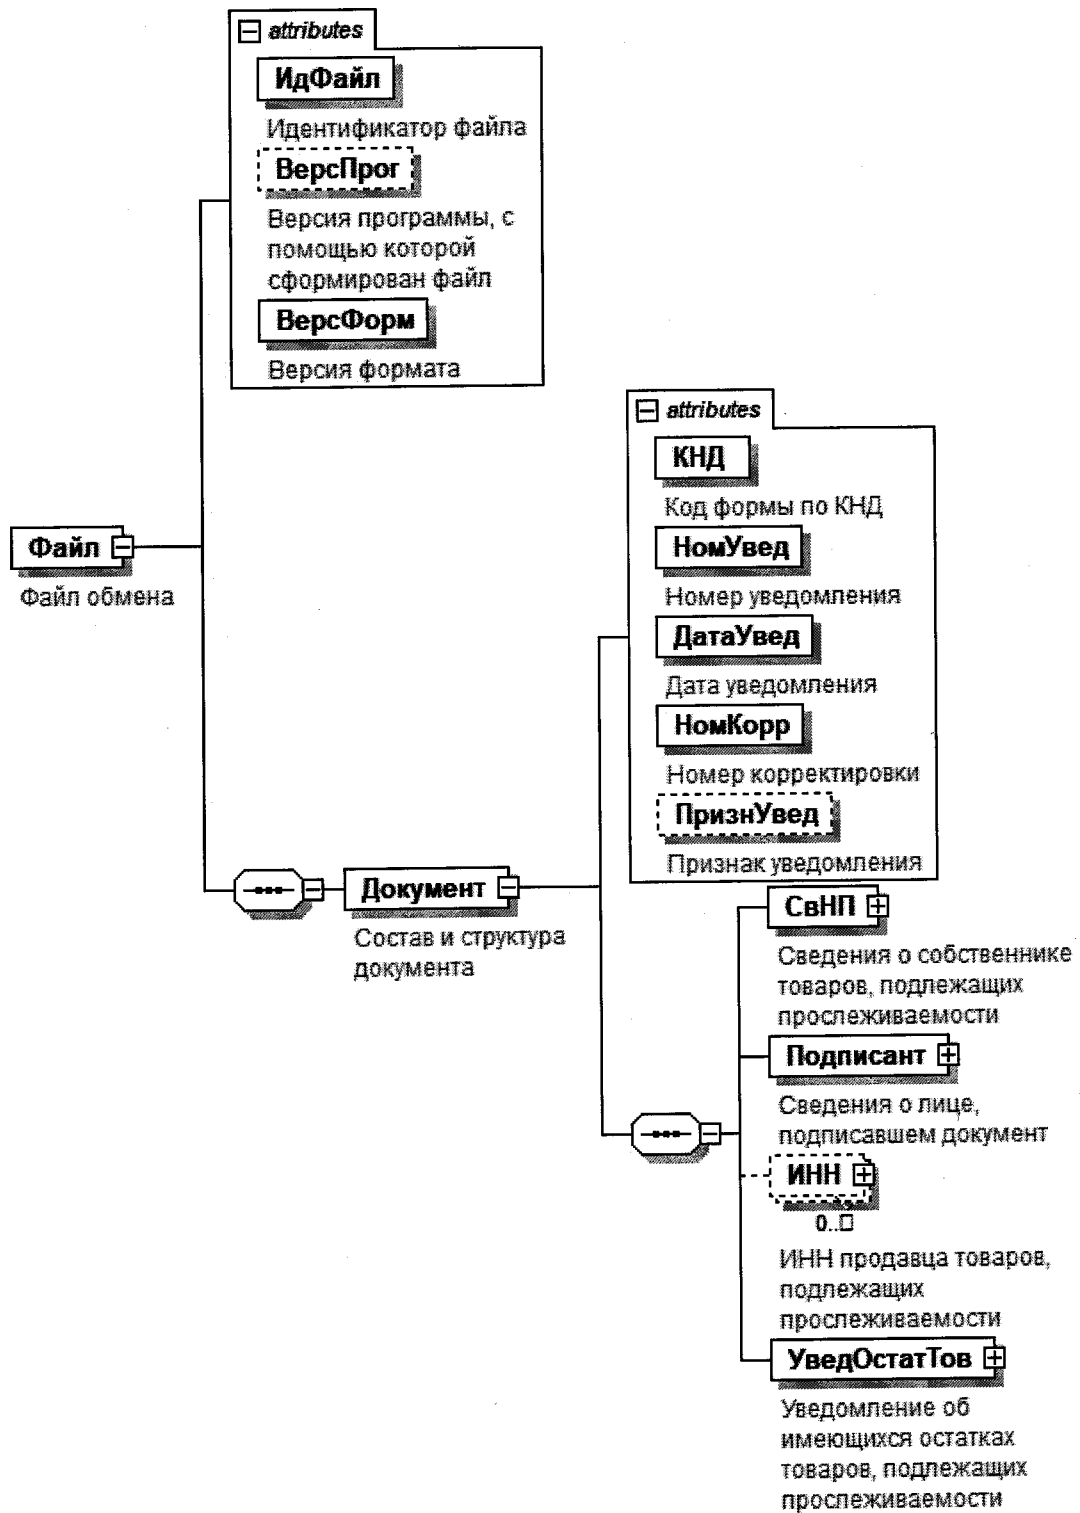 attributes
ИдФайл
Идентификатор файла
ВерсПрог
Версия программы, с
помощью которой
сформирован файл
ВерсФорм
Версия формата
attributes
КНД
Код формы по КНД
НомУвед
Номер уведомления
ДатаУвед
Дата уведомления
НомКорр
Номер корректировки
ПризнУвед
Признак уведомления
Файл
Файл обмена
Документ
Состав и структура
документа
СвНП
Сведения о собственнике
товаров, подлежащих
прослеживаемости
Подписант
Сведения о лице,
подписавшем документ
ИНН
0..□
ИНН продавца товаров,
подлежащих
прослеживаемости
УведОстатТов
Уведомление об
имеющихся остатках
товаров, подлежащих
прослеживаемости